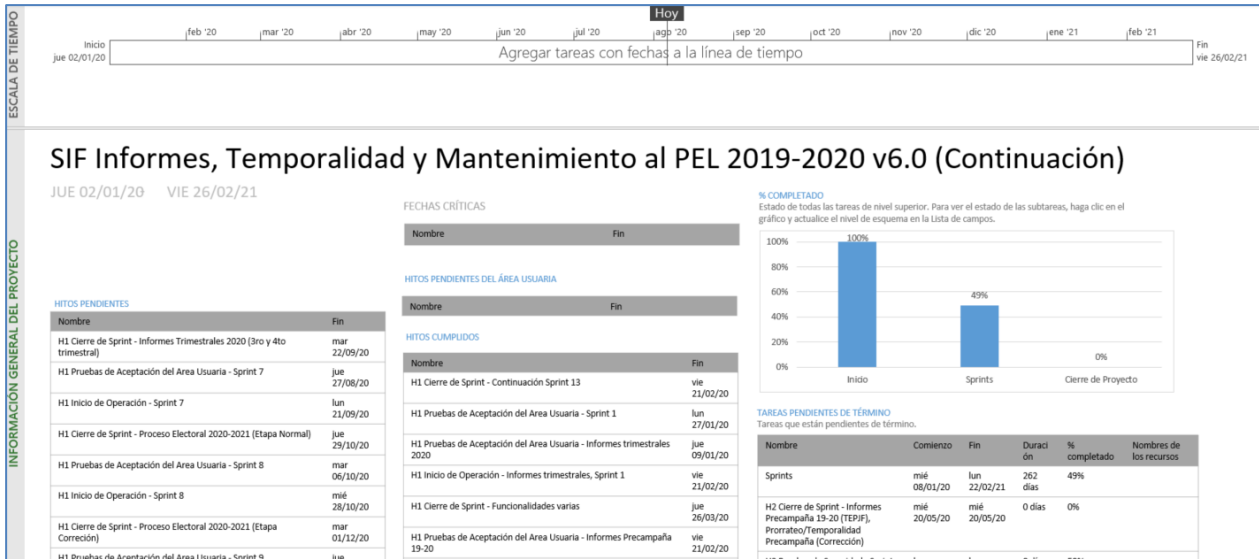 ESCALA DE TIEMPO
Hoy
feb '20 mar '20 abr '20 may '20 jun '20 jul '20 ago '20 sep '20 oct '20 nov '20 dic '20 ene '21 feb '21
Inicio
jue 02/01/20
Agregar tareas con fechas a la línea de tiempo
Fin
vie 26/02/21
INFORMACIÓN GENERAL DEL PROYECTO
SIF Informes, Temporalidad y Mantenimiento al PEL 2019-2020 v6.0 (Continuación)
JUE 02/01/20 VIE 26/02/21
HITOS PENDIENTES
Nombre Fin
H1 Cierre de Sprint - Informes Trimestrales 2020 (3ro y 4to mar
trimestral) 22/09/20
H1 Pruebas de Aceptación del Area Usuaria - Sprint 7 jue
27/08/20
H1 Inicio de Operación - Sprint 7 lun
21/09/20
H1 Cierre de Sprint - Proceso Electoral 2020-2021 (Etapa Normal) jue
29/10/20
H1 Pruebas de Aceptación del Area Usuaria - Sprint 8 mar
06/10/20
H1 Inicio de Operación - Sprint 8 mié
28/10/20
H1 Cierre de Sprint - Proceso Electoral 2020-2021 (Etapa mar
Correción) 01/12/20
H1 Pruebas de Aceptación del Area Usuaria - Sprint 9 jue
FECHAS CRÍTICAS
Nombre Fin
HITOS PENDIENTES DEL ÁREA USUARIA
Nombre Fin
HITOS CUMPLIDOS
Nombre Fin
H1 Cierre de Sprint - Continuación Sprint 13 vie
21/02/20
H1 Pruebas de Aceptación del Area Usuaria - Sprint 1 lun
27/01/20
H1 Pruebas de Aceptación del Area Usuaria - Informes trimestrales jue
2020 09/01/20
H1 Inicio de Operación - Informes trimestrales, Sprint 1 vie
21/02/20
H1 Cierre de Sprint - Funcionalidades varias jue
26/03/20
H1 Pruebas de Aceptación del Area Usuaria - Informes Precampaña vie
19-20 21/02/20
% COMPLETADO
Estado de todas las tareas de nivel superior. Para ver el estado de las subtareas, haga clic en el
gráfico y actualice el nivel de esquema en la Lista de campos.
100%
80%
60%
40%
20%
0%
100%
49%
0%
Inicio Sprints Cierre de Proyecto
TAREAS PENDIENTES DE TÉRMINO
Tareas que están pendientes de término.
Nombre Comienzo Fin Duraci % Nombres de
ón completado los recursos
Sprints mié lun 262 49%
08/01/20 22/02/21 días
H2 Cierre de Sprint - Informes mié mié 0 días 0%
Precampaña 19-20 (TEPJF), 20/05/20 20/05/20
Prorrateo/Temporalidad
Precampaña (Corrección)